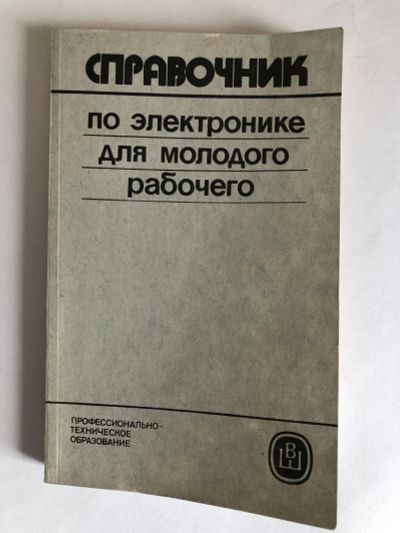 СПРАВОЧНИК
по электронике
для молодого
рабочего
ПРОФЕССИОНАЛЬНО-
ТЕХНИЧЕСКОЕ
ОБРАЗОВАНИЕ
В
Ш